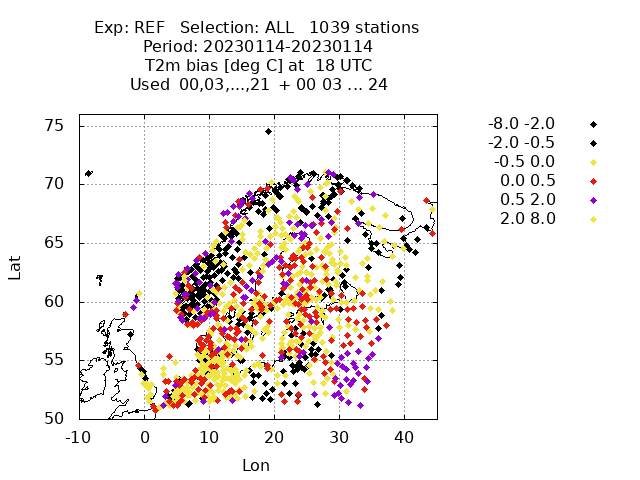 Exp: REF   Selection: ALL   1039 stations
Period: 20230114-20230114
T2m bias [deg C] at  18 UTC
Used  00,03,...,21  + 00 03 ... 24
-8.0 -2.0
-2.0 -0.5
-0.5 0.0
0.0 0.5
0.5 2.0
2.0 8.0
75
70
65
60
55
50
Lat
-10 0 10 20 30 40
Lon